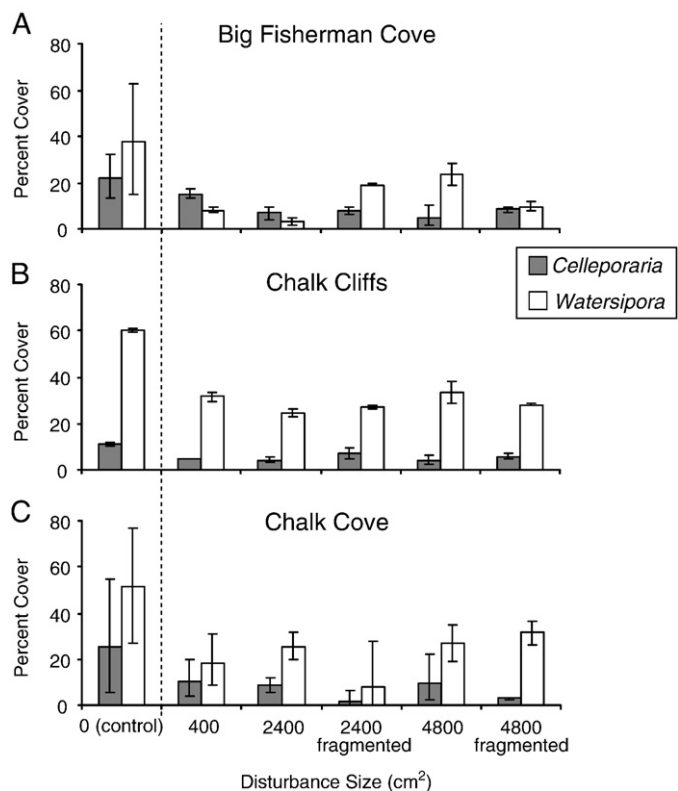 A
Big Fisherman Cove
Percent Cover
80
60
40
20
0
B
Chalk Cliffs
Percent Cover
80
60
40
20
0
Celleporaria
Watersipora
C
Chalk Cove
Percent Cover
80
60
40
20
0
0 (control)
400
2400
2400
fragmented
4800
4800
fragmented
Disturbance Size (cm²)